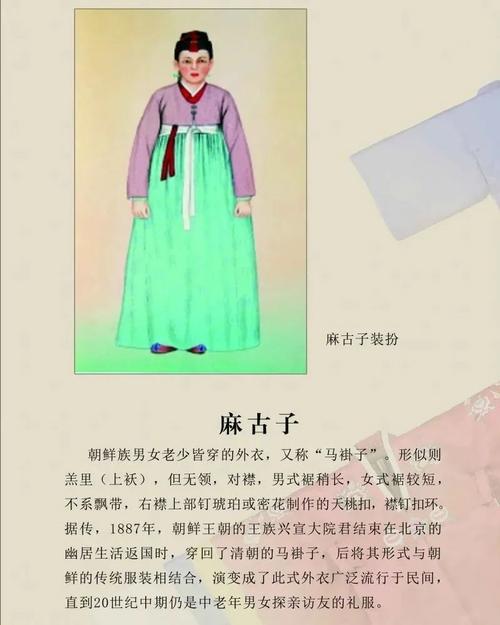 麻古子装扮
麻古子
朝鲜族男女老少皆穿的外衣，又称“马褂子”。形似则
羔里（上袄），但无领，对襟，男式裾稍长，女式裾较短，
不系飘带，右襟上部钉琥珀或密花制作的天桃扣，襟钉扣环。
据传，1887年，朝鲜王朝的王族兴宣大院君结束在北京的
幽居生活返国时，穿回了清朝的马褂子，后将其形式与朝
鲜的传统服装相结合，演变成了此式外衣广泛流行于民间，
直到20世纪中期仍是中老年男女探亲访友的礼服。